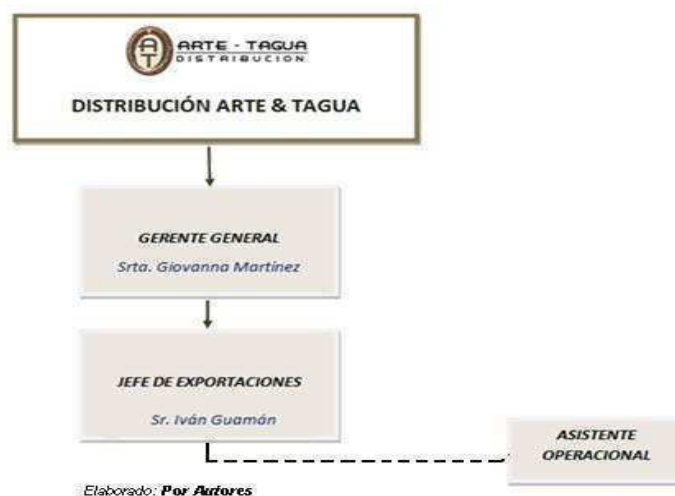 AT
ARTE - TAGUA
DISTRIBUCION
DISTRIBUCIÓN ARTE & TAGUA
GERENTE GENERAL
Srta. Giovanna Martínez
JEFE DE EXPORTACIONES
Sr. Iván Guamán
ASISTENTE
OPERACIONAL
Elaborado: Por Autores